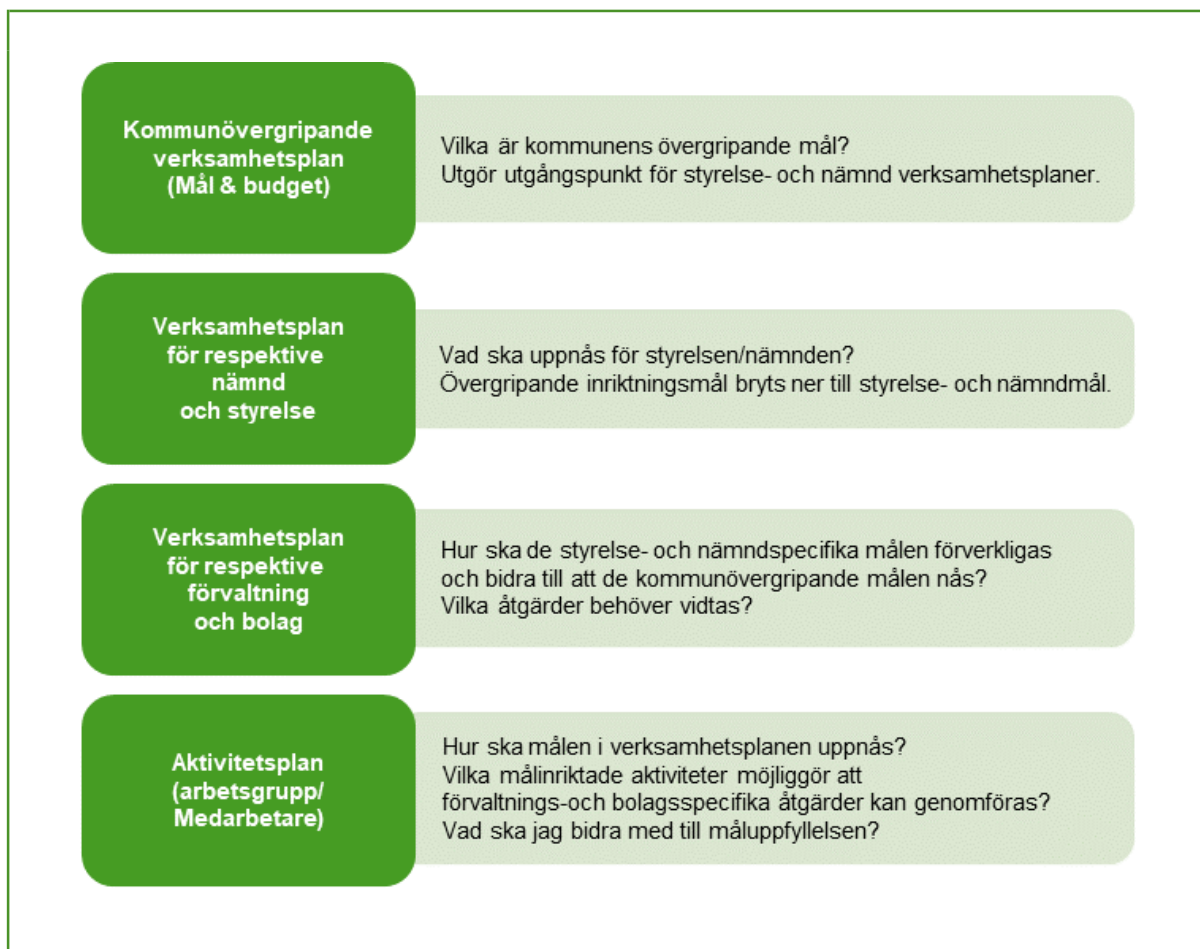 Kommunövergripande
verksamhetsplan
(Mål & budget)
Vilka är kommunens övergripande mål?
Utgör utgångspunkt för styrelse- och nämnd verksamhetsplaner.
Verksamhetsplan
för respektive
nämnd
och styrelse
Vad ska uppnås för styrelsen/nämnden?
Övergripande inriktningsmål bryts ner till styrelse- och nämndmål.
Verksamhetsplan
för respektive
förvaltning
och bolag
Hur ska de styrelse- och nämndspecifika målen förverkligas
och bidra till att de kommunövergripande målen nås?
Vilka åtgärder behöver vidtas?
Aktivitetsplan
(arbetsgrupp/
Medarbetare)
Hur ska målen i verksamhetsplanen uppnås?
Vilka målinriktade aktiviteter möjliggör att
förvaltnings-och bolagsspecifika åtgärder kan genomföras?
Vad ska jag bidra med till måluppfyllelsen?